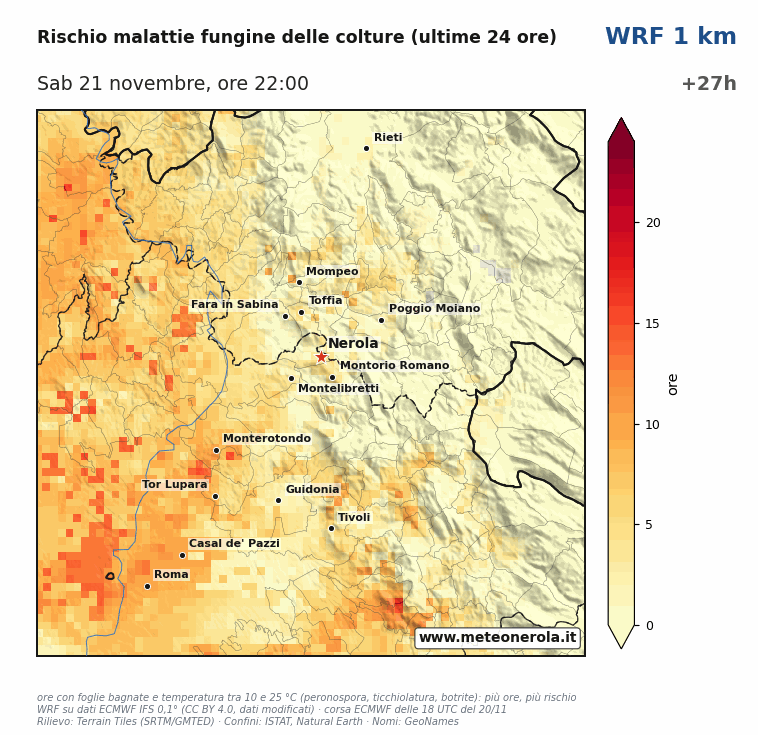 Rischio malattie fungine delle colture (ultime 24 ore)
WRF 1 km
Sab 21 novembre, ore 22:00
+27h
Rieti
Mompeo
Fara in Sabina
Toffia
Poggio Moiano
Nerola
Montorio Romano
Montelibretti
Monterotondo
Tor Lupara
Guidonia
Tivoli
Casal de' Pazzi
Roma
www.meteonerola.it
20
15
10
5
0
ore
ore con foglie bagnate e temperatura tra 10 e 25 °C (peronospora, ticchiolatura, botrite): più ore, più rischio
WRF su dati ECMWF IFS 0,1° (CC BY 4.0, dati modificati) · corsa ECMWF delle 18 UTC del 20/11
Rilievo: Terrain Tiles (SRTM/GMTED) · Confini: ISTAT, Natural Earth · Nomi: GeoNames